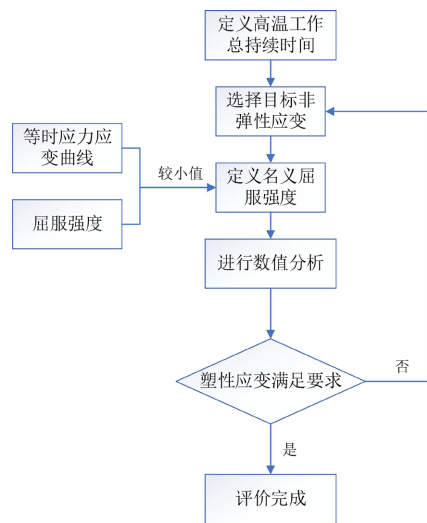 定义高温工作
总持续时间
选择目标非
弹性应变
等时应力应
变曲线
较小值
定义名义屈
服强度
屈服强度
进行数值分析
塑性应变满足要求
否
是
评价完成